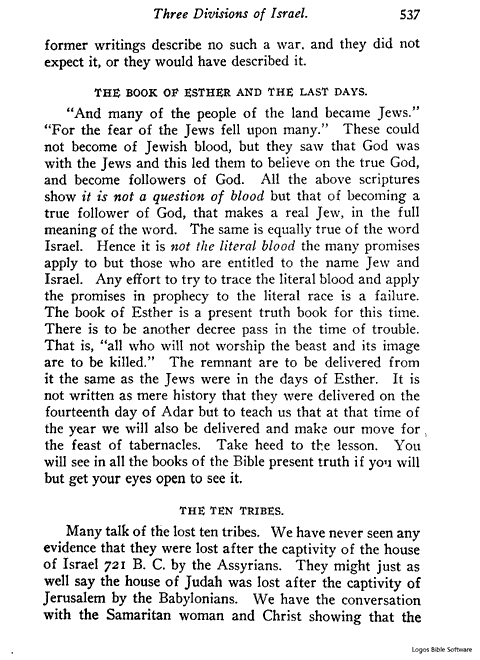 Three Divisions of Israel. 537
former writings describe no such a war, and they did not
expect it, or they would have described it.
THE BOOK OF ESTHER AND THE LAST DAYS.
"And many of the people of the land became Jews."
"For the fear of the Jews fell upon many." These could
not become of Jewish blood, but they saw that God was
with the Jews and this led them to believe on the true God,
and become followers of God. All the above scriptures
show it is not a question of blood but that of becoming a
true follower of God, that makes a real Jew, in the full
meaning of the word. The same is equally true of the word
Israel. Hence it is not the literal blood the many promises
apply to but those who are entitled to the name Jew and
Israel. Any effort to try to trace the literal blood and apply
the promises in prophecy to the literal race is a failure.
The book of Esther is a present truth book for this time.
There is to be another decree pass in the time of trouble.
That is, "all who will not worship the beast and its image
are to be killed." The remnant are to be delivered from
it the same as the Jews were in the days of Esther. It is
not written as mere history that they were delivered on the
fourteenth day of Adar but to teach us that at that time of
the year we will also be delivered and make our move for
the feast of tabernacles. Take heed to the lesson. You
will see in all the books of the Bible present truth if you will
but get your eyes open to see it.
THE TEN TRIBES.
Many talk of the lost ten tribes. We have never seen any
evidence that they were lost after the captivity of the house
of Israel 721 B. C. by the Assyrians. They might just as
well say the house of Judah was lost after the captivity of
Jerusalem by the Babylonians. We have the conversation
with the Samaritan woman and Christ showing that the
Logos Bible Software